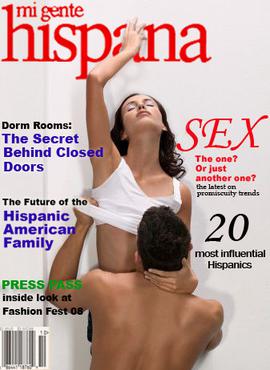 mi gente
hispana
Dorm Rooms:
The Secret
Behind Closed
Doors
SEX
The one?
Or just
another one?
the latest on
promiscuity trends
The Future of the
Hispanic
American
Family
20
most influential
Hispanics
PRESS PASS
inside look at
Fashion Fest 08